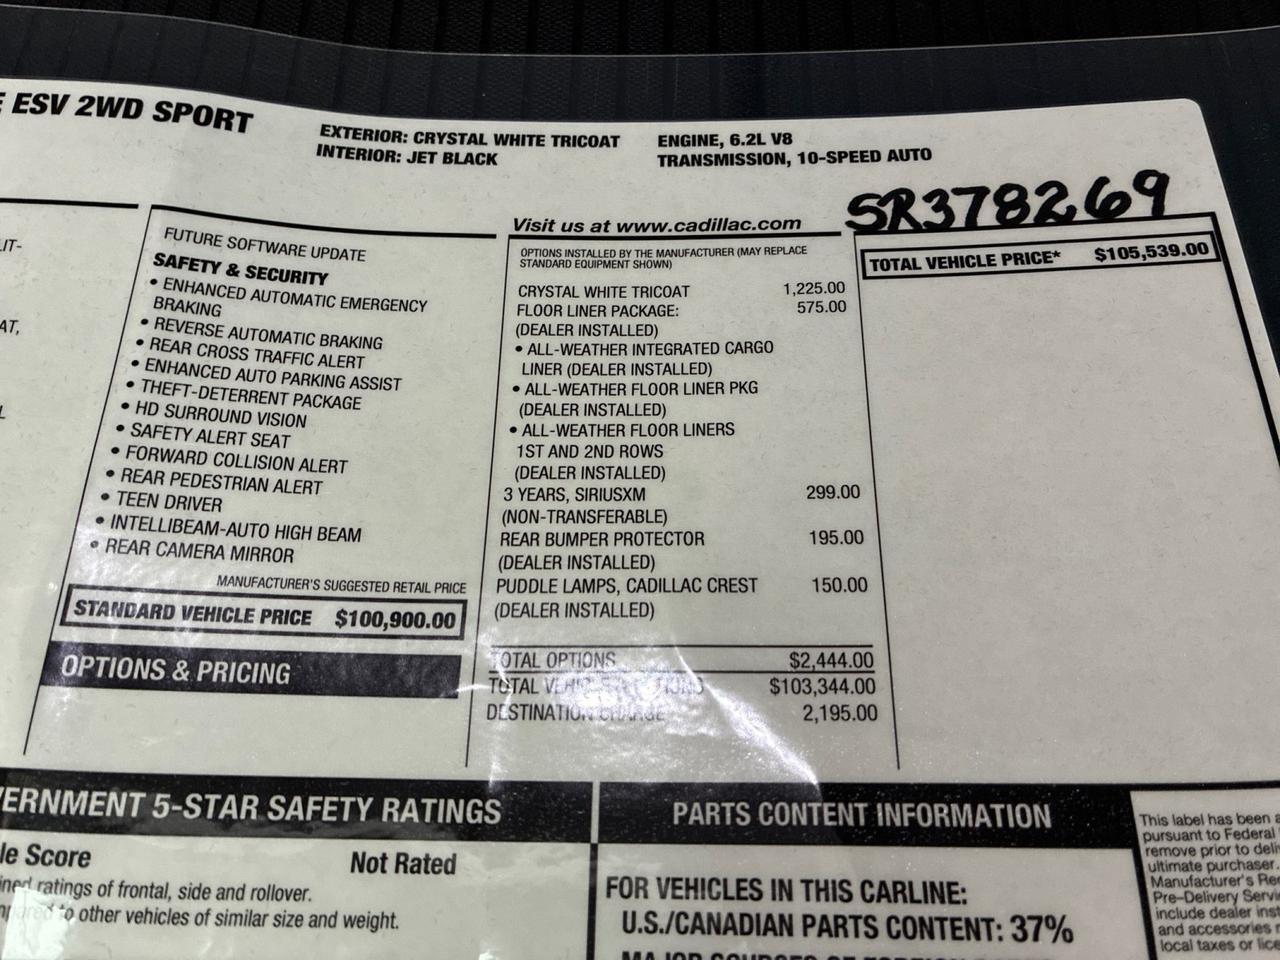 ESV 2WD SPORT
EXTERIOR: CRYSTAL WHITE TRICOAT
INTERIOR: JET BLACK
ENGINE, 6.2L V8
TRANSMISSION, 10-SPEED AUTO
SR378269
FUTURE SOFTWARE UPDATE
SAFETY & SECURITY
• ENHANCED AUTOMATIC EMERGENCY
BRAKING
• REVERSE AUTOMATIC BRAKING
• REAR CROSS TRAFFIC ALERT
• ENHANCED AUTO PARKING ASSIST
• THEFT-DETERRENT PACKAGE
• HD SURROUND VISION
• SAFETY ALERT SEAT
• FORWARD COLLISION ALERT
• REAR PEDESTRIAN ALERT
• TEEN DRIVER
• INTELLIBEAM-AUTO HIGH BEAM
• REAR CAMERA MIRROR
MANUFACTURER'S SUGGESTED RETAIL PRICE
STANDARD VEHICLE PRICE $100,900.00
OPTIONS & PRICING
Visit us at www.cadillac.com
OPTIONS INSTALLED BY THE MANUFACTURER (MAY REPLACE
STANDARD EQUIPMENT SHOWN)
CRYSTAL WHITE TRICOAT 1,225.00
FLOOR LINER PACKAGE: 575.00
(DEALER INSTALLED)
• ALL-WEATHER INTEGRATED CARGO
LINER (DEALER INSTALLED)
• ALL-WEATHER FLOOR LINER PKG
(DEALER INSTALLED)
• ALL-WEATHER FLOOR LINERS
1ST AND 2ND ROWS
(DEALER INSTALLED)
3 YEARS, SIRIUSXM 299.00
(NON-TRANSFERABLE)
REAR BUMPER PROTECTOR 195.00
(DEALER INSTALLED)
PUDDLE LAMPS, CADILLAC CREST 150.00
(DEALER INSTALLED)
TOTAL OPTIONS $2,444.00
TOTAL $103,344.00
DESTINATION CHARGE 2,195.00
TOTAL VEHICLE PRICE* $105,539.00
5-STAR SAFETY RATINGS
Score Not Rated
ratings of frontal, side and rollover.
to other vehicles of similar size and weight.
PARTS CONTENT INFORMATION
FOR VEHICLES IN THIS CARLINE:
U.S./CANADIAN PARTS CONTENT: 37%
This label has been
pursuant to Federal
remove prior to
ultimate purchaser.
Manufacturer's
Pre-Delivery
include dealer
and accessories
local taxes or